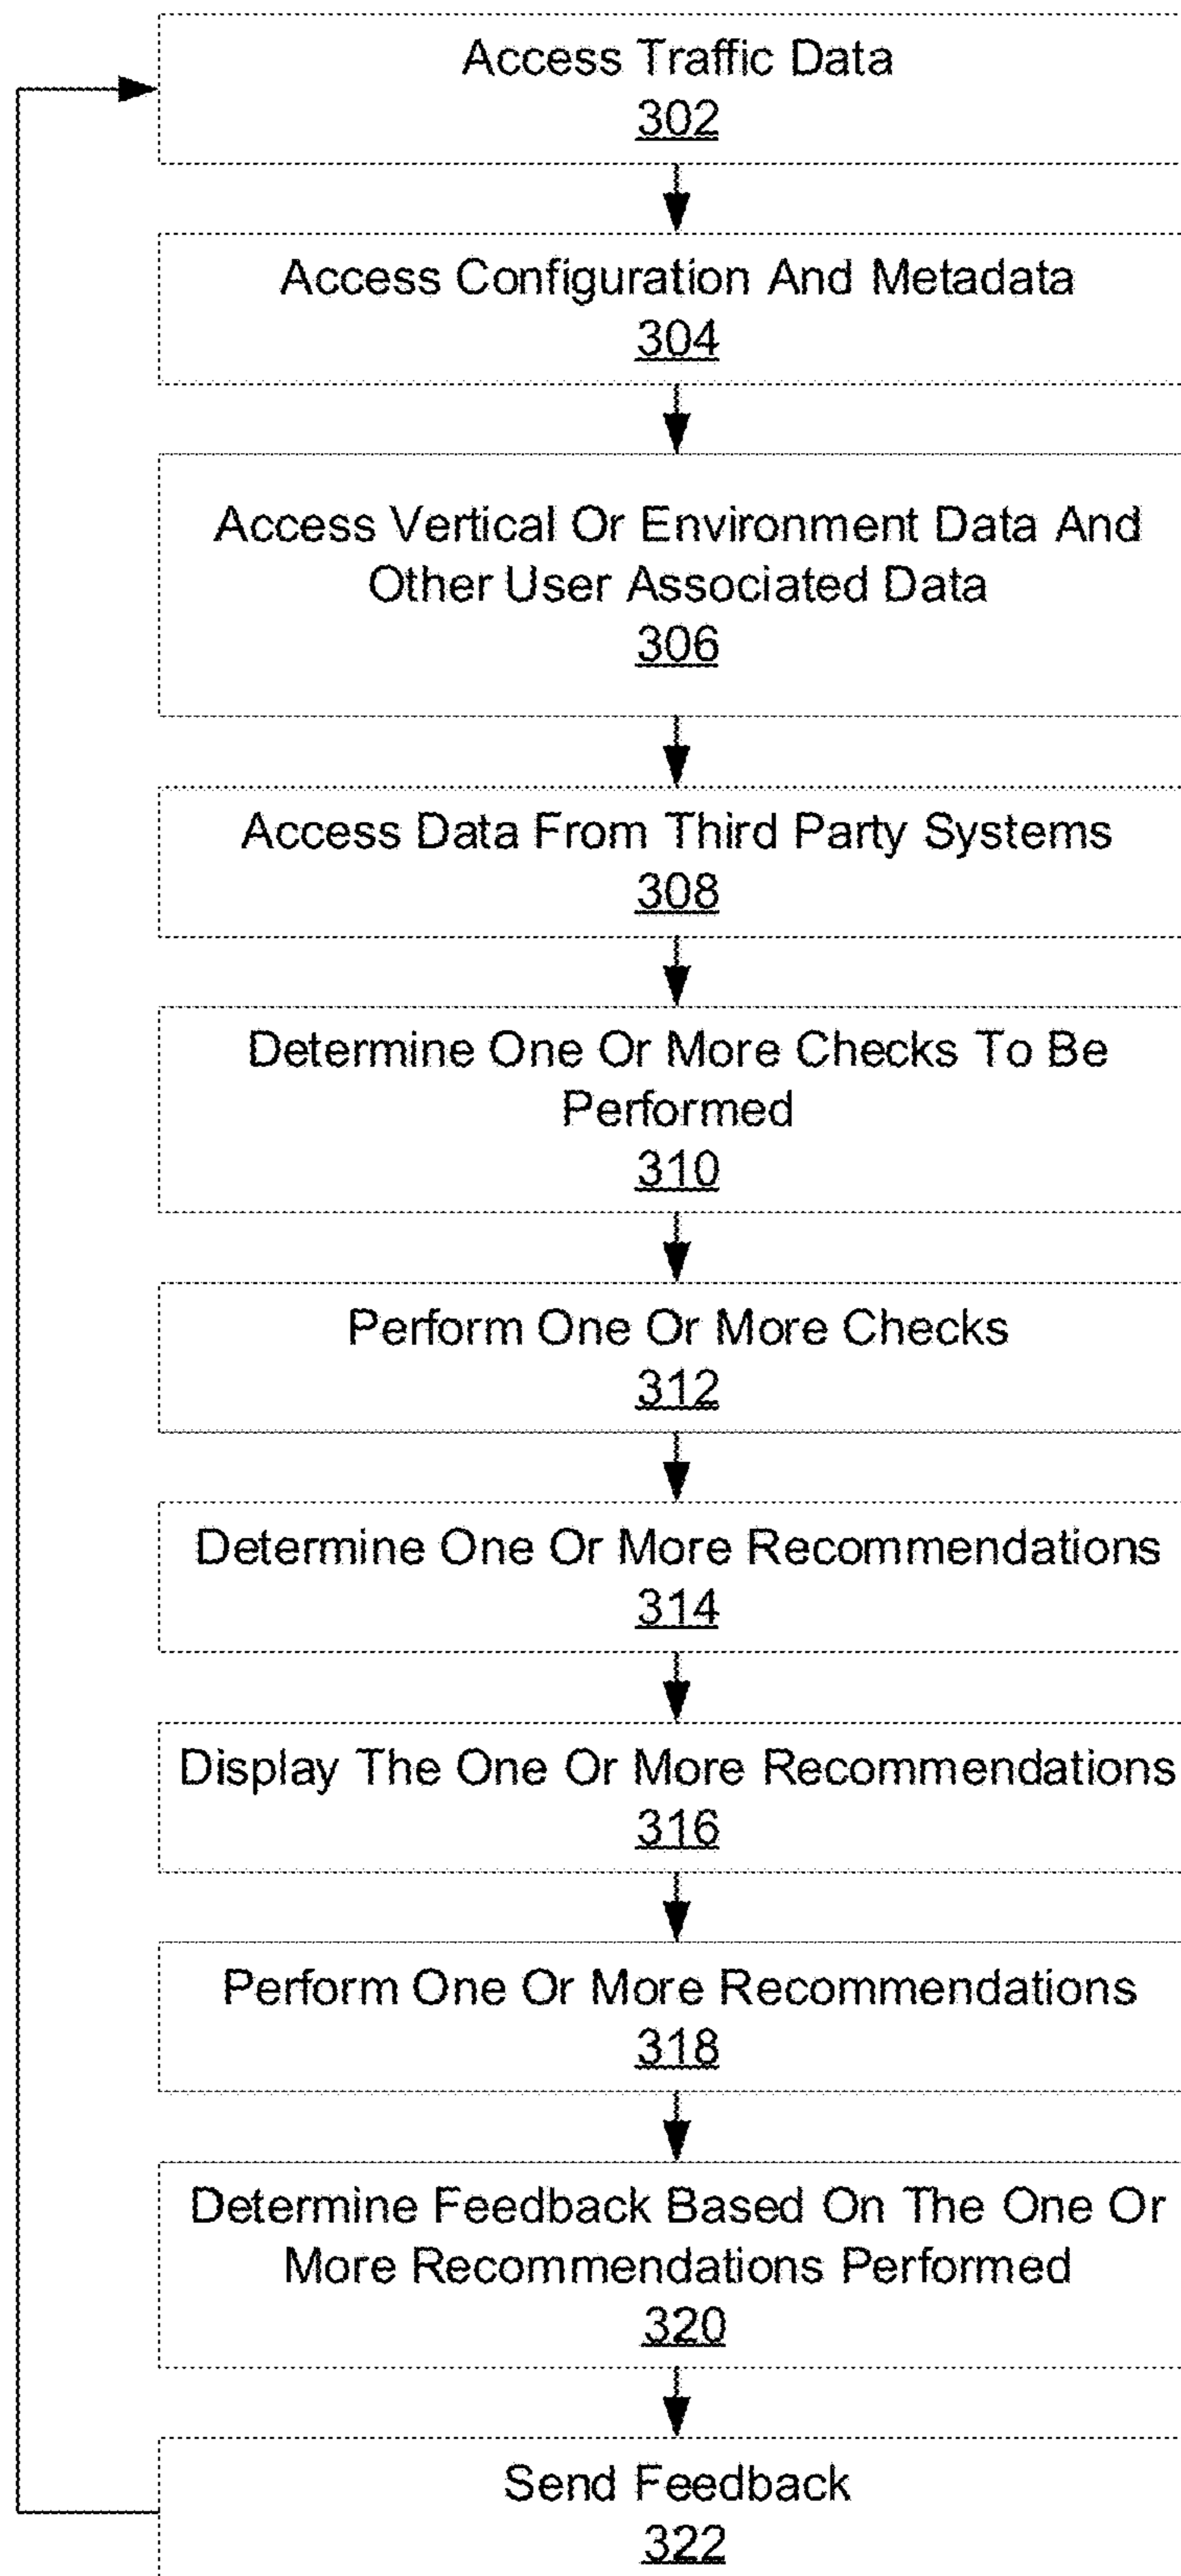 Access Traffic Data
302
Access Configuration And Metadata
304
Access Vertical Or Environment Data And
Other User Associated Data
306
Access Data From Third Party Systems
308
Determine One Or More Checks To Be
Performed
310
Perform One Or More Checks
312
Determine One Or More Recommendations
314
Display The One Or More Recommendations
316
Perform One Or More Recommendations
318
Determine Feedback Based On The One Or
More Recommendations Performed
320
Send Feedback
322